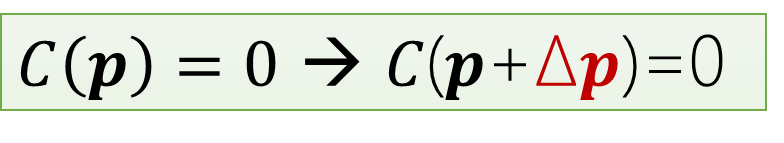 C(p) = 0 → C(p+Δp)=0